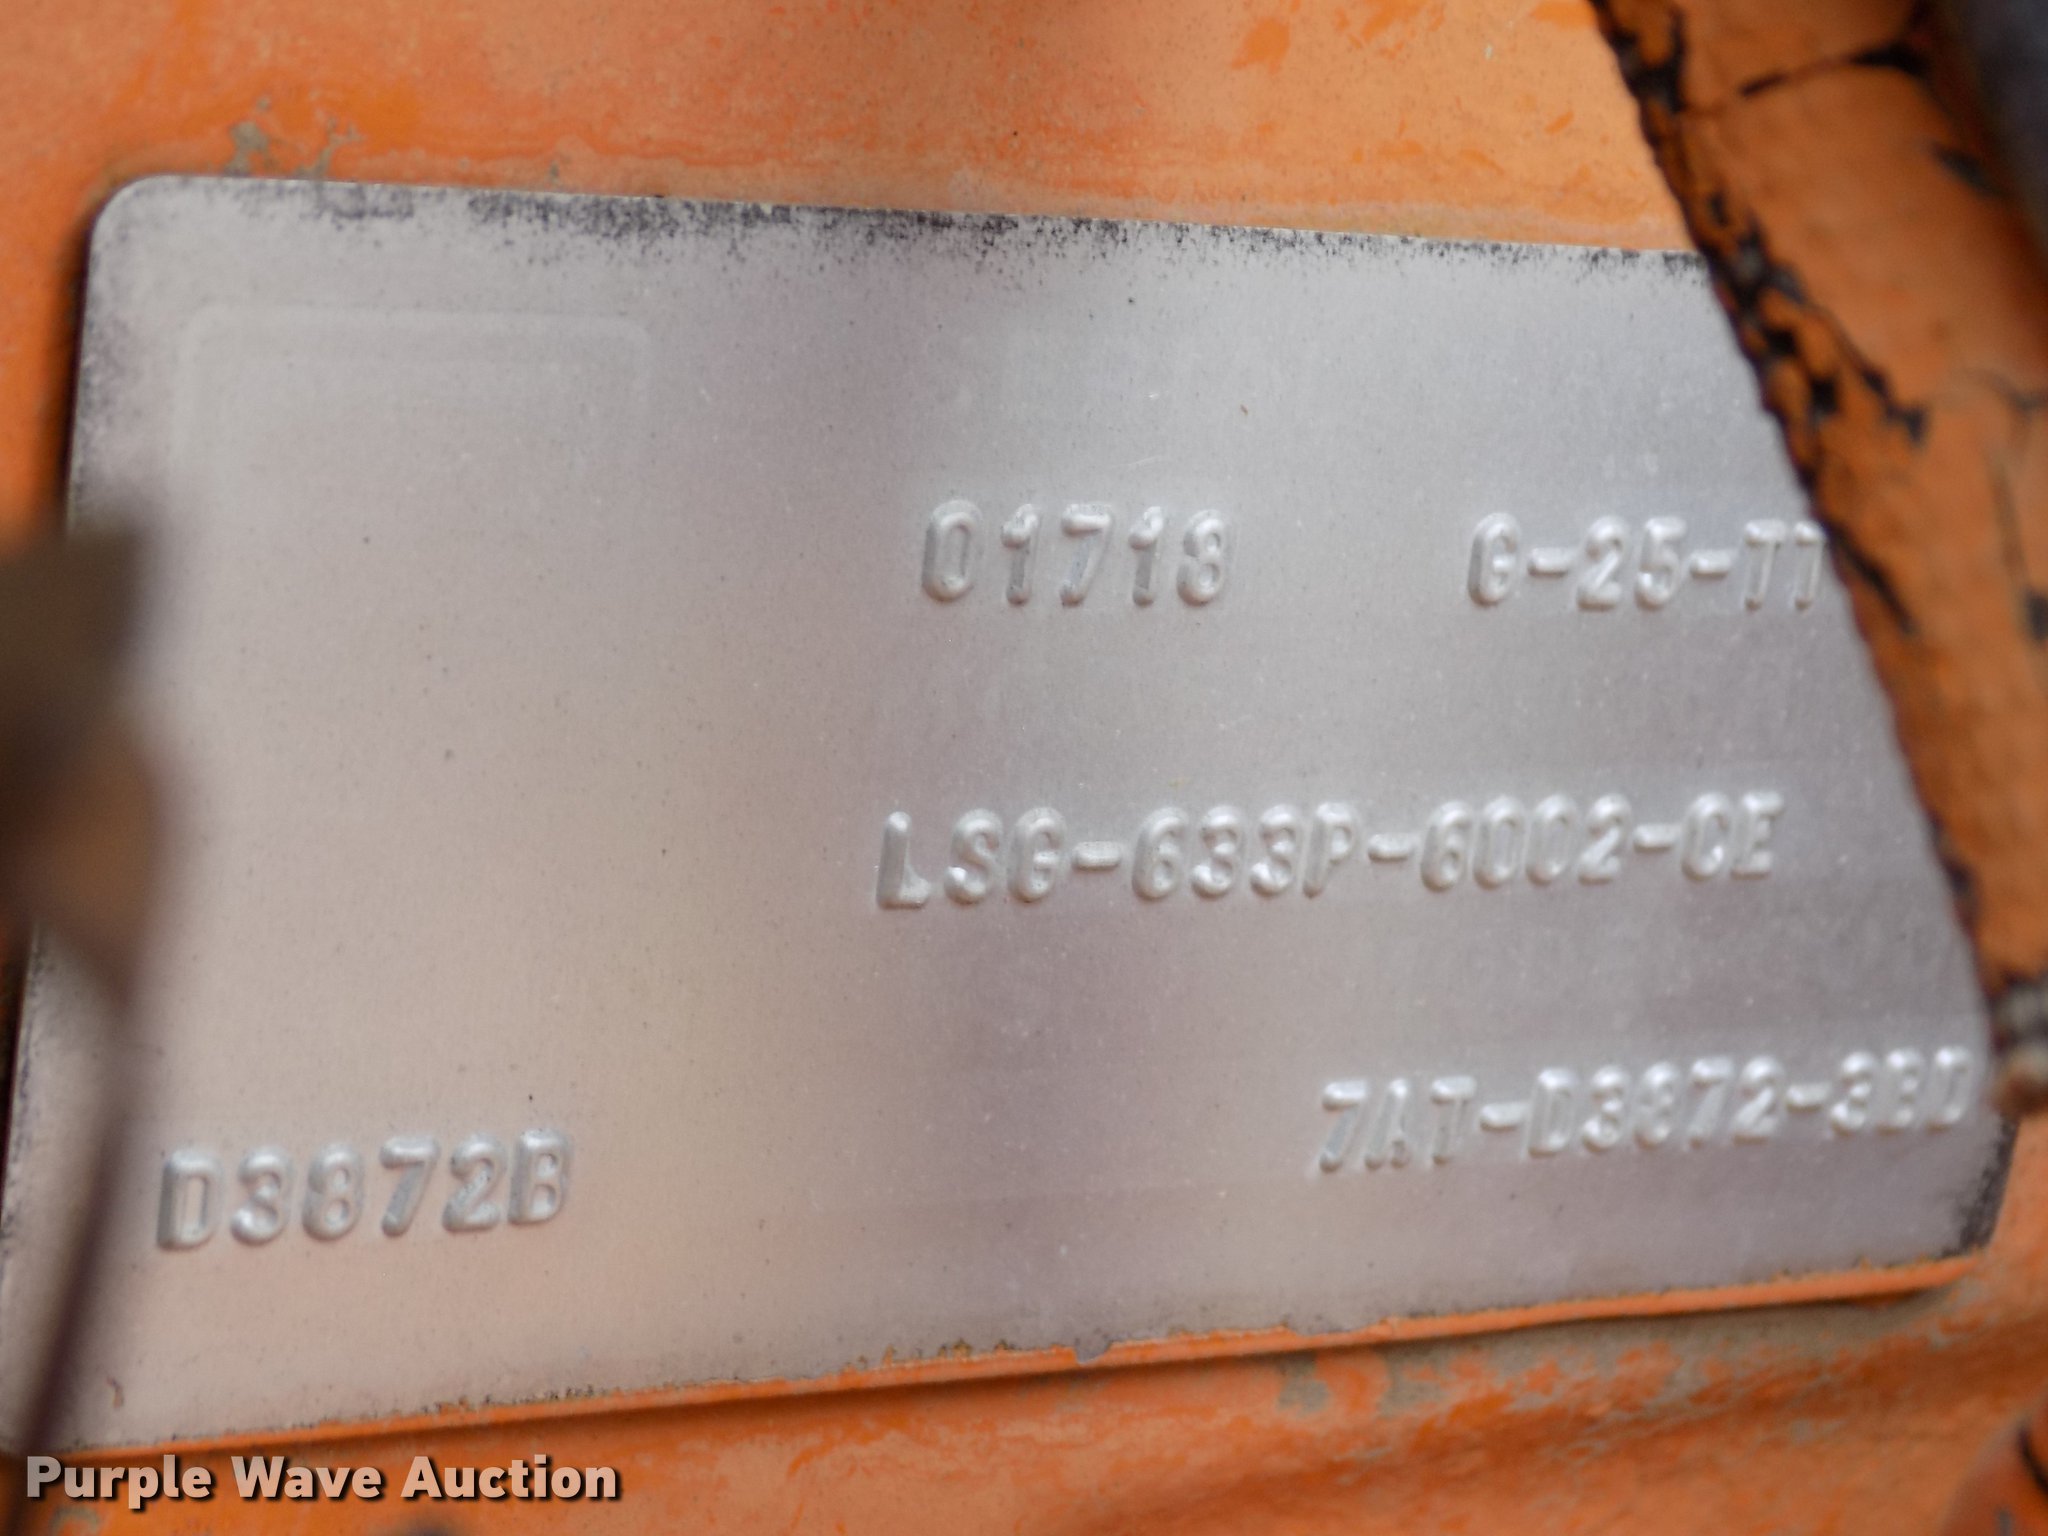 01718 G-25-77
LSG-633P-6002-CE
7AT-D3872-3BD
D3872B
Purple Wave Auction